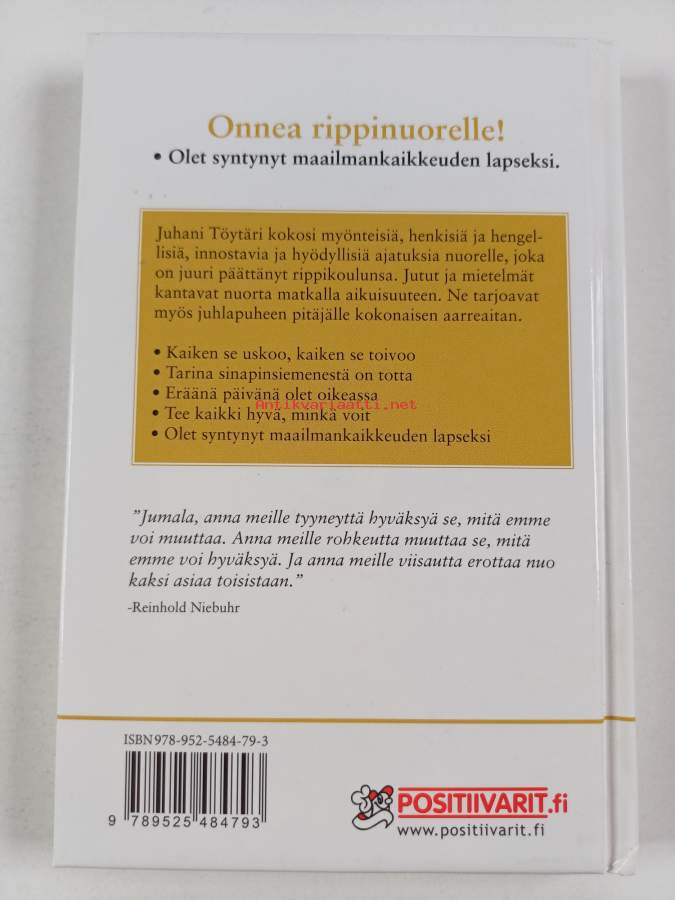 Onnea rippinuorelle!
• Olet syntynyt maailmankaikkeuden lapseksi.
Juhani Töytäri kokosi myönteisiä, henkisiä ja hengel-
lisiä, innostavia ja hyödyllisiä ajatuksia nuorelle, joka
on juuri päättänyt rippikoulunsa. Jutut ja mietelmät
kantavat nuorta matkalla aikuisuuteen. Ne tarjoavat
myös juhlapuheen pitäjälle kokonaisen aarreaitan.
• Kaiken se uskoo, kaiken se toivoo
• Tarina sinapinsiemenestä on totta
• Eräänä päivänä olet oikeassa
Antikvariaatti.net
• Tee kaikki hyvä, minkä voit
• Olet syntynyt maailmankaikkeuden lapseksi
”Jumala, anna meille tyyneyttä hyväksyä se, mitä emme
voi muuttaa. Anna meille rohkeutta muuttaa se, mitä
emme voi hyväksyä. Ja anna meille viisautta erottaa nuo
kaksi asiaa toisistaan.”
-Reinhold Niebuhr
ISBN 978-952-5484-79-3
9 789525 484793
POSITIIVARIT.fi
www.positiivarit.fi